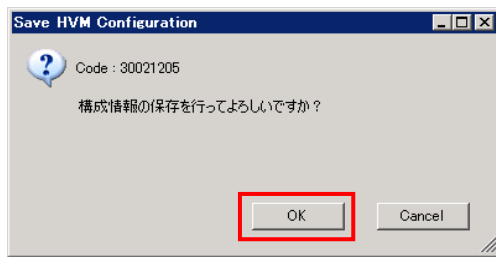 Save HVM Configuration
Code : 30021205
構成情報の保存を行ってよろしいですか？
OK
Cancel